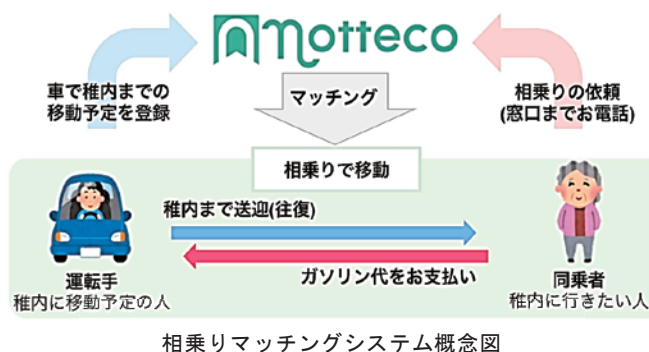 motteco
車で稚内までの
移動予定を登録
マッチング
相乗りの依頼
(窓口までお電話)
相乗りで移動
稚内まで送迎(往復)
ガソリン代をお支払い
運転手
稚内に移動予定の人
同乗者
稚内に行きたい人
相乗りマッチングシステム概念図